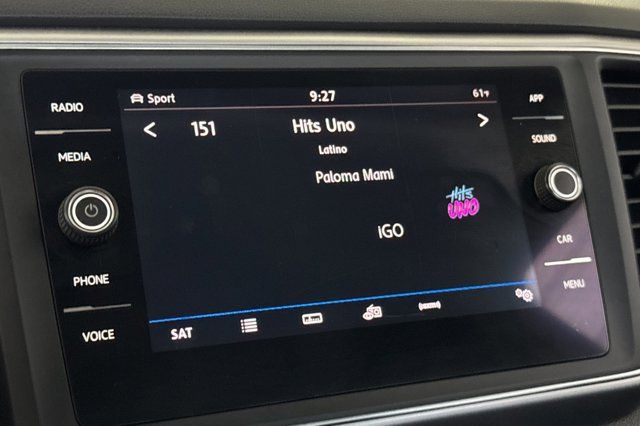 RADIO
MEDIA
PHONE
VOICE
Sport 9:27 61°F
151 Hits Uno
Latino
Paloma Mami
Hits
UNO
iGO
SAT
APP
SOUND
CAR
MENU